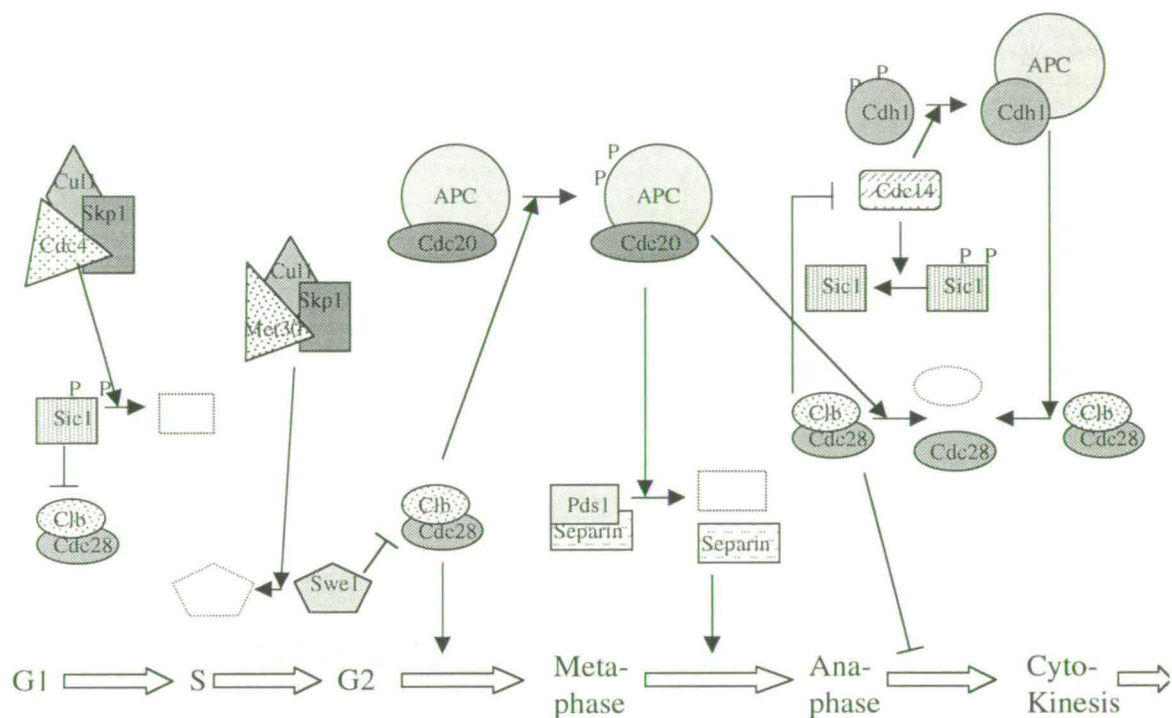 P P
APC
Cdh1
Cdh1
Cul1
Skp1
Cdc4
P
P
APC
APC
Cdc14
Cdc20
Cdc20
Cul1
Skp1
Met30
P P
Sic1
Sic1
P P
Sic1
Clb
Cdc28
Clb
Cdc28
Cdc28
Clb
Cdc28
Clb
Cdc28
Pds1
Separin
Separin
Swe1
G1
S
G2
Meta-
phase
Ana-
phase
Cyto-
Kinesis